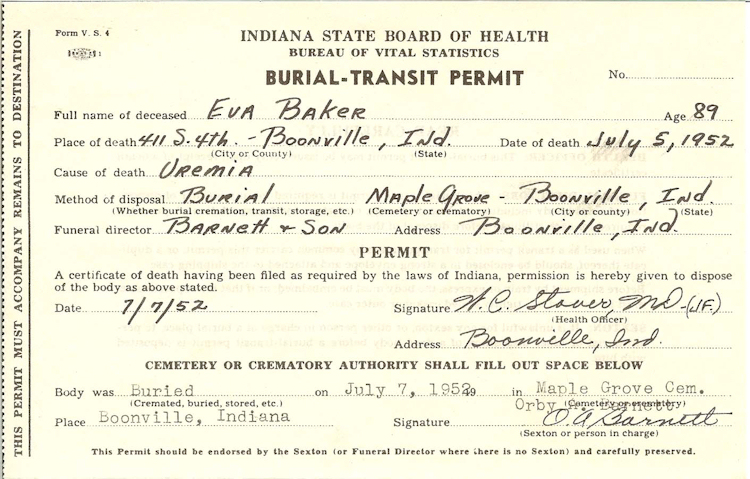 Form V. S. 4
INDIANA STATE BOARD OF HEALTH
BUREAU OF VITAL STATISTICS
BURIAL-TRANSIT PERMIT
No.
Full name of deceased EVA BAKER Age 89
Place of death 411 S. 4th. - BOONVILLE, IND. Date of death JULY 5, 1952
(City or County) (State)
Cause of death UREMIA
Method of disposal BURIAL MAPLE GROVE - BOONVILLE, IND.
(Whether burial cremation, transit, storage, etc.) (Cemetery or crematory) (City or county) (State)
Funeral director BARNETT & SON Address BOONVILLE, IND.
PERMIT
A certificate of death having been filed as required by the laws of Indiana, permission is hereby given to dispose
of the body as above stated.
Date 7/7/52 Signature W. C. Stover, MD. (J.F.)
(Health Officer)
Address Boonville, Ind.
CEMETERY OR CREMATORY AUTHORITY SHALL FILL OUT SPACE BELOW
Body was Buried on July 7, 1952 49 in Maple Grove Cem.
(Cremated, buried, stored, etc.) (Cemetery or crematory)
Orby Barnett
Place Boonville, Indiana Signature O. A. Barnett
(Sexton or person in charge)
This Permit should be endorsed by the Sexton (or Funeral Director where there is no Sexton) and carefully preserved.
THIS PERMIT MUST ACCOMPANY REMAINS TO DESTINATION